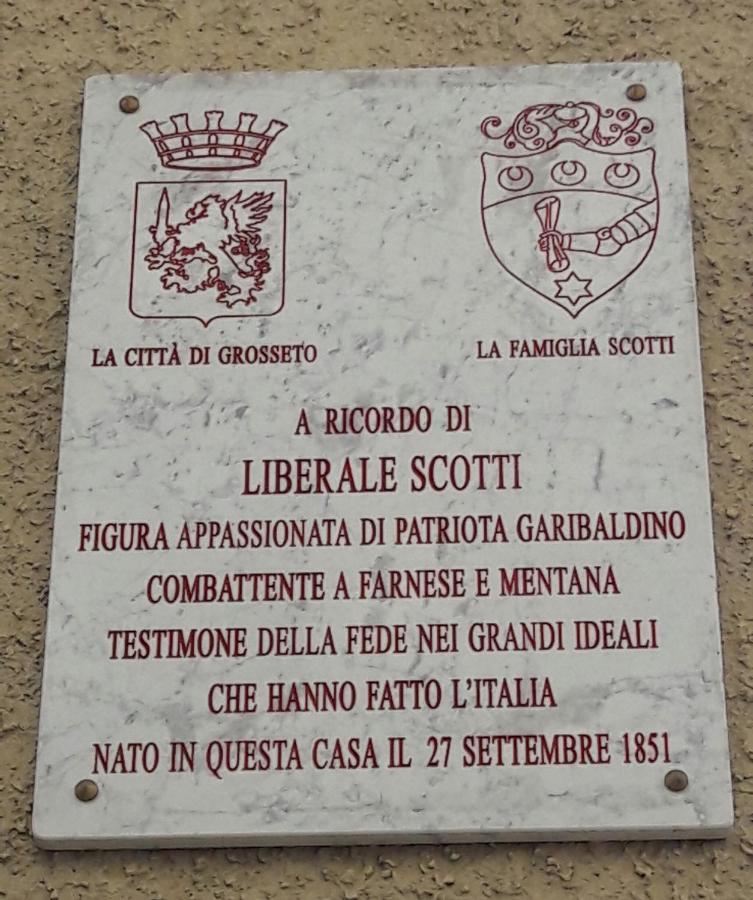 LA CITTÀ DI GROSSETO
LA FAMIGLIA SCOTTI
A RICORDO DI
LIBERALE SCOTTI
FIGURA APPASSIONATA DI PATRIOTA GARIBALDINO
COMBATTENTE A FARNESE E MENTANA
TESTIMONE DELLA FEDE NEI GRANDI IDEALI
CHE HANNO FATTO L'ITALIA
NATO IN QUESTA CASA IL 27 SETTEMBRE 1851